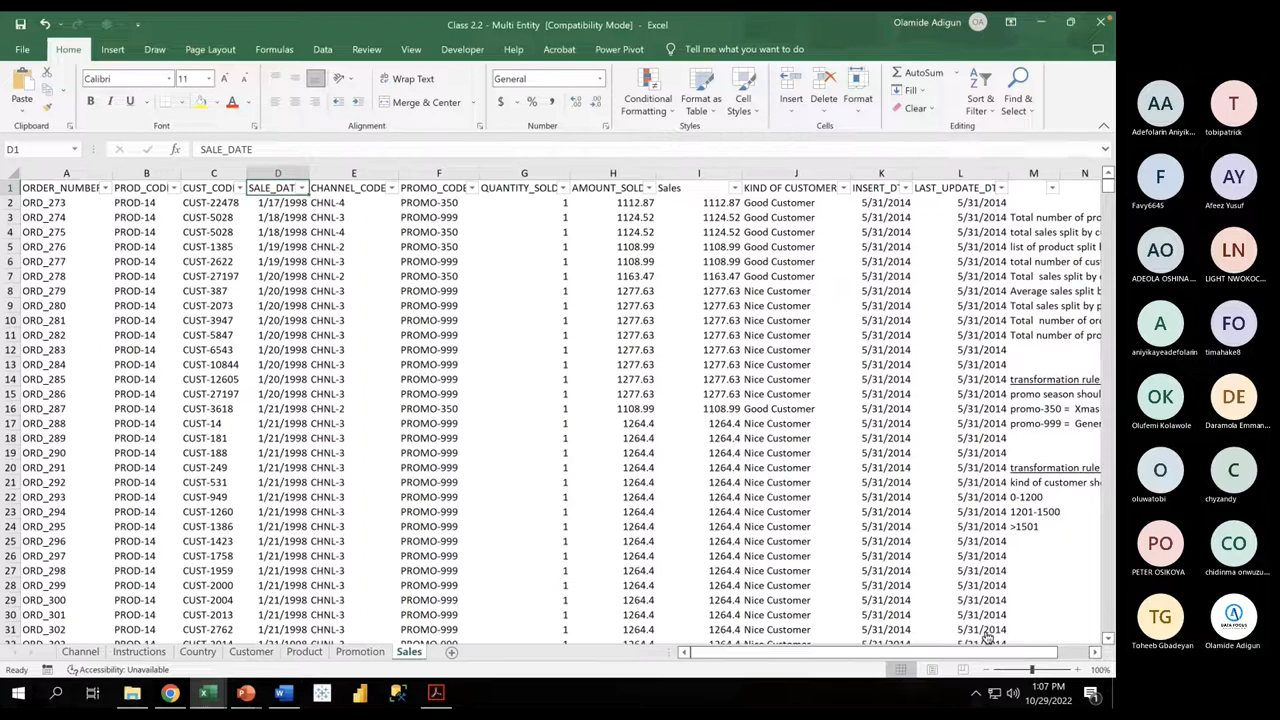 Class 2.2 - Multi Entity [Compatibility Mode] - Excel
Olamide Adigun OA
File Home Insert Draw Page Layout Formulas Data Review View Developer Help Acrobat Power Pivot Tell me what you want to do
Paste Calibri 11 Wrap Text Merge & Center General Conditional Formatting Format as Table Cell Styles Insert Delete Format AutoSum Fill Clear Sort & Filter Find & Select
Clipboard Font Alignment Number Styles Cells Editing
D1 SALE_DATE
A B C D E F G H I J K L M N
1 ORDER_NUMBER PROD_CODE CUST_CODE SALE_DAT CHANNEL_CODE PROMO_CODE QUANTITY_SOLD AMOUNT_SOLD Sales KIND OF CUSTOMER INSERT_DT LAST_UPDATE_DT
2 ORD_273 PROD-14 CUST-22478 1/17/1998 CHNL-4 PROMO-350 1 1112.87 1112.87 Good Customer 5/31/2014 5/31/2014
3 ORD_274 PROD-14 CUST-5028 1/18/1998 CHNL-4 PROMO-350 1 1124.52 1124.52 Good Customer 5/31/2014 5/31/2014 Total number of pro
4 ORD_275 PROD-14 CUST-5028 1/18/1998 CHNL-4 PROMO-350 1 1124.52 1124.52 Good Customer 5/31/2014 5/31/2014 total sales split by c
5 ORD_276 PROD-14 CUST-1385 1/19/1998 CHNL-2 PROMO-350 1 1108.99 1108.99 Good Customer 5/31/2014 5/31/2014 list of product split b
6 ORD_277 PROD-14 CUST-2622 1/19/1998 CHNL-3 PROMO-350 1 1108.99 1108.99 Good Customer 5/31/2014 5/31/2014 total number of cus
7 ORD_278 PROD-14 CUST-27197 1/20/1998 CHNL-2 PROMO-350 1 1163.47 1163.47 Good Customer 5/31/2014 5/31/2014 Total sales split by
8 ORD_279 PROD-14 CUST-387 1/20/1998 CHNL-3 PROMO-999 1 1277.63 1277.63 Nice Customer 5/31/2014 5/31/2014 Average sales split b
9 ORD_280 PROD-14 CUST-2073 1/20/1998 CHNL-3 PROMO-999 1 1277.63 1277.63 Nice Customer 5/31/2014 5/31/2014 Total sales split by p
10 ORD_281 PROD-14 CUST-3947 1/20/1998 CHNL-3 PROMO-999 1 1277.63 1277.63 Nice Customer 5/31/2014 5/31/2014 Total number of or
11 ORD_282 PROD-14 CUST-5847 1/20/1998 CHNL-3 PROMO-999 1 1277.63 1277.63 Nice Customer 5/31/2014 5/31/2014 Total number of pro
12 ORD_283 PROD-14 CUST-6543 1/20/1998 CHNL-3 PROMO-999 1 1277.63 1277.63 Nice Customer 5/31/2014 5/31/2014
13 ORD_284 PROD-14 CUST-10844 1/20/1998 CHNL-3 PROMO-999 1 1277.63 1277.63 Nice Customer 5/31/2014 5/31/2014
14 ORD_285 PROD-14 CUST-12605 1/20/1998 CHNL-3 PROMO-999 1 1277.63 1277.63 Nice Customer 5/31/2014 5/31/2014 transformation rule
15 ORD_286 PROD-14 CUST-27197 1/20/1998 CHNL-3 PROMO-999 1 1277.63 1277.63 Nice Customer 5/31/2014 5/31/2014 promo season shoul
16 ORD_287 PROD-14 CUST-3618 1/21/1998 CHNL-2 PROMO-350 1 1108.99 1108.99 Good Customer 5/31/2014 5/31/2014 promo-350 = Xmas
17 ORD_288 PROD-14 CUST-14 1/21/1998 CHNL-3 PROMO-999 1 1264.4 1264.4 Nice Customer 5/31/2014 5/31/2014 promo-999 = Gener
18 ORD_289 PROD-14 CUST-181 1/21/1998 CHNL-3 PROMO-999 1 1264.4 1264.4 Nice Customer 5/31/2014 5/31/2014
19 ORD_290 PROD-14 CUST-188 1/21/1998 CHNL-3 PROMO-999 1 1264.4 1264.4 Nice Customer 5/31/2014 5/31/2014
20 ORD_291 PROD-14 CUST-249 1/21/1998 CHNL-3 PROMO-999 1 1264.4 1264.4 Nice Customer 5/31/2014 5/31/2014 transformation rule
21 ORD_292 PROD-14 CUST-531 1/21/1998 CHNL-3 PROMO-999 1 1264.4 1264.4 Nice Customer 5/31/2014 5/31/2014 kind of customer sh
22 ORD_293 PROD-14 CUST-949 1/21/1998 CHNL-3 PROMO-999 1 1264.4 1264.4 Nice Customer 5/31/2014 5/31/2014 0-1200
23 ORD_294 PROD-14 CUST-1260 1/21/1998 CHNL-3 PROMO-999 1 1264.4 1264.4 Nice Customer 5/31/2014 5/31/2014 1201-1500
24 ORD_295 PROD-14 CUST-1386 1/21/1998 CHNL-3 PROMO-999 1 1264.4 1264.4 Nice Customer 5/31/2014 5/31/2014 >1501
25 ORD_296 PROD-14 CUST-1423 1/21/1998 CHNL-3 PROMO-999 1 1264.4 1264.4 Nice Customer 5/31/2014 5/31/2014
26 ORD_297 PROD-14 CUST-1758 1/21/1998 CHNL-3 PROMO-999 1 1264.4 1264.4 Nice Customer 5/31/2014 5/31/2014
27 ORD_298 PROD-14 CUST-1959 1/21/1998 CHNL-3 PROMO-999 1 1264.4 1264.4 Nice Customer 5/31/2014 5/31/2014
28 ORD_299 PROD-14 CUST-2000 1/21/1998 CHNL-3 PROMO-999 1 1264.4 1264.4 Nice Customer 5/31/2014 5/31/2014
29 ORD_300 PROD-14 CUST-2004 1/21/1998 CHNL-3 PROMO-999 1 1264.4 1264.4 Nice Customer 5/31/2014 5/31/2014
30 ORD_301 PROD-14 CUST-2013 1/21/1998 CHNL-3 PROMO-999 1 1264.4 1264.4 Nice Customer 5/31/2014 5/31/2014
31 ORD_302 PROD-14 CUST-2762 1/21/1998 CHNL-3 PROMO-999 1 1264.4 1264.4 Nice Customer 5/31/2014 5/31/2014
Channel Instructions Country Customer Product Promotion Sales
Ready Accessibility: Unavailable 100%
1:07 PM
10/29/2022
AA T
Adefolarin Aniyik... tobipatrick
F AY
Favy6645 Afeez Yusuf
AO LN
ADEOLA OSHINA... LIGHT NWOKOC...
A FO
aniyikayeadefolarin timahake8
OK DE
Olufemi Kolawole Daramola Emman...
O C
oluwatobi chyzandy
PO CO
PETER OSIKOYA chidinma onwuzu...
TG DATA FOCUS
Toheeb Gbadeyan Olamide Adigun